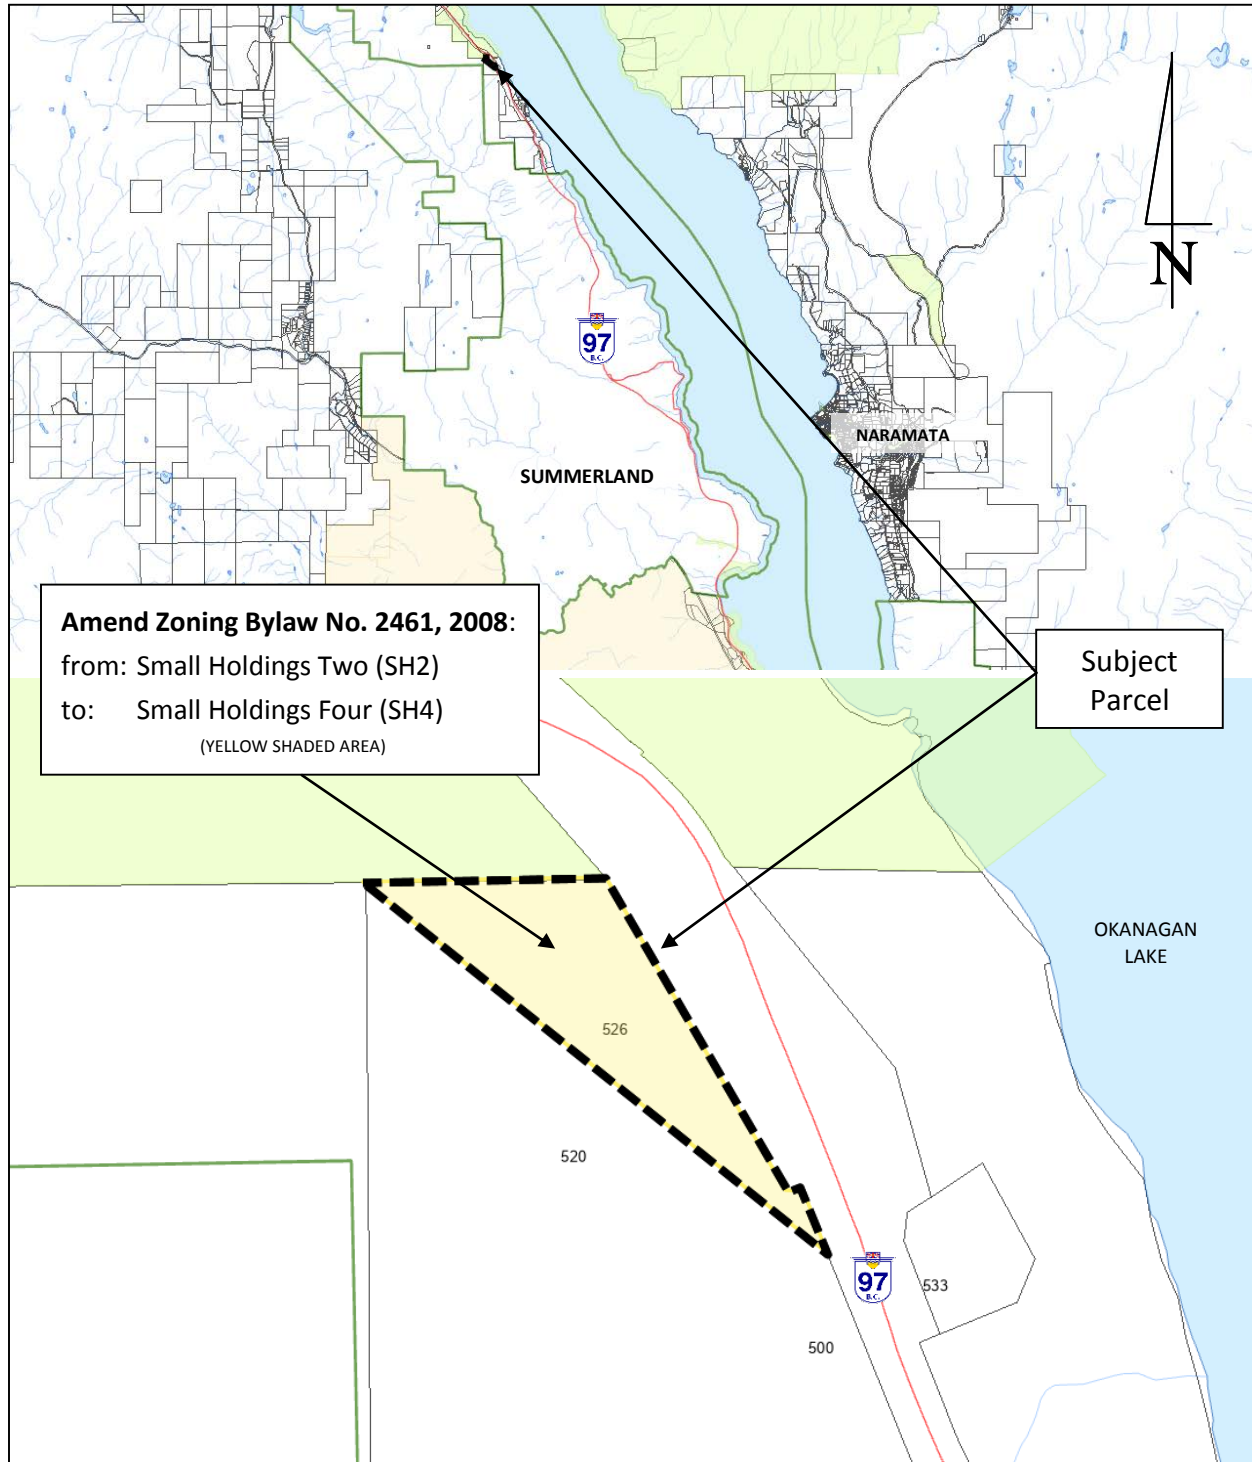 N
97
B.C.
NARAMATA
SUMMERLAND
Amend Zoning Bylaw No. 2461, 2008:
from: Small Holdings Two (SH2)
to: Small Holdings Four (SH4)
(YELLOW SHADED AREA)
Subject
Parcel
OKANAGAN
LAKE
526
520
97
B.C.
533
500